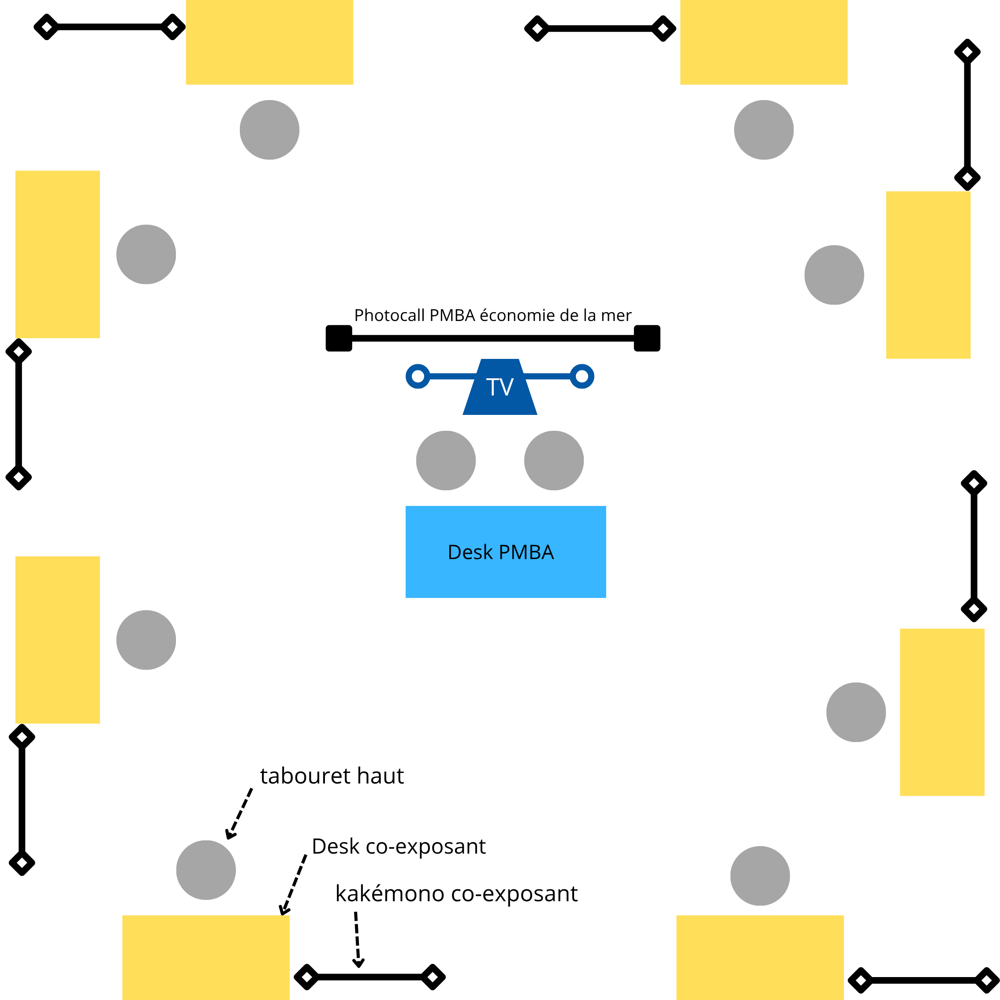 Photocall PMBA économie de la mer
TV
Desk PMBA
tabouret haut
Desk co-exposant
kakémono co-exposant